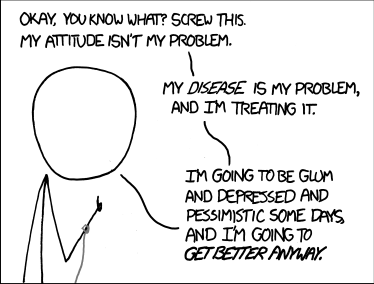 OKAY, YOU KNOW WHAT? SCREW THIS.
MY ATTITUDE ISN'T MY PROBLEM.
MY DISEASE IS MY PROBLEM,
AND I'M TREATING IT.
I'M GOING TO BE GLUM
AND DEPRESSED AND
PESSIMISTIC SOME DAYS,
AND I'M GOING TO
GET BETTER ANYWAY.